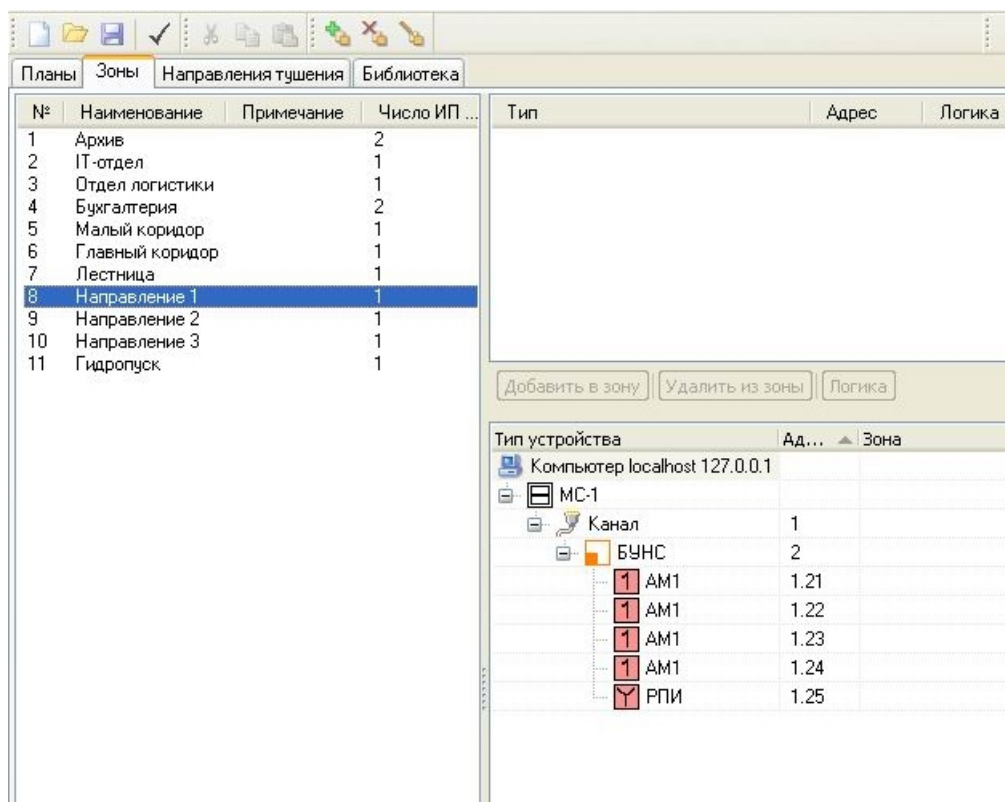 Планы Зоны Направления тушения Библиотека
№ Наименование Примечание Число ИП ...
1 Архив 2
2 IT-отдел 1
3 Отдел логистики 1
4 Бухгалтерия 2
5 Малый коридор 1
6 Главный коридор 1
7 Лестница 1
8 Направление 1 1
9 Направление 2 1
10 Направление 3 1
11 Гидропуск 1
Тип Адрес Логика
Добавить в зону Удалить из зоны Логика
Тип устройства Ад... Зона
Компьютер localhost 127.0.0.1
МС-1
Канал 1
БУНС 2
1 АМ1 1.21
1 АМ1 1.22
1 АМ1 1.23
1 АМ1 1.24
РПИ 1.25